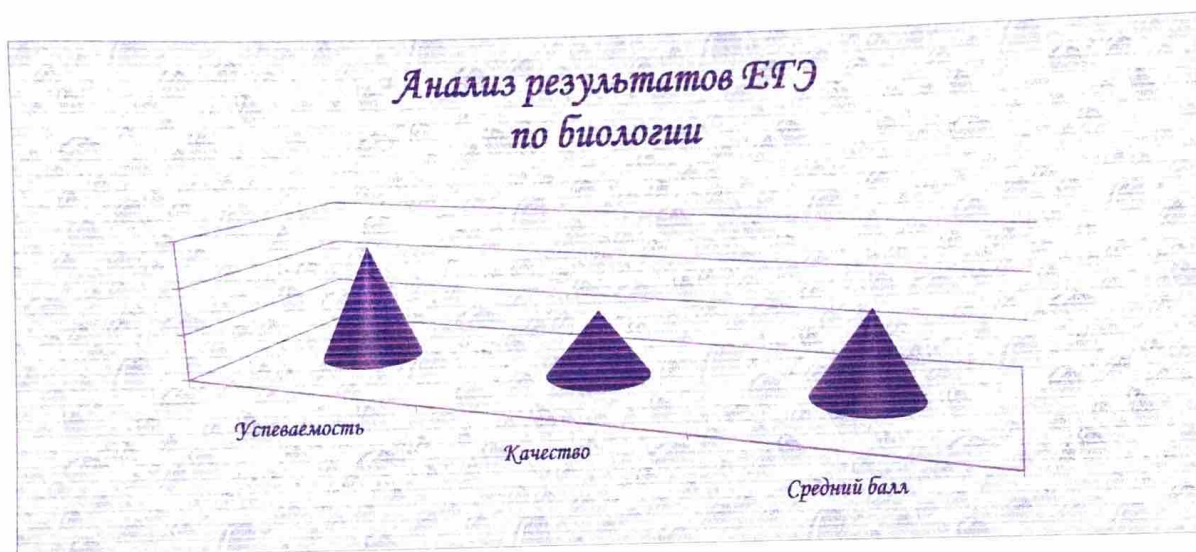 Анализ результатов ЕГЭ
по биологии
Успеваемость
Качество
Средний балл